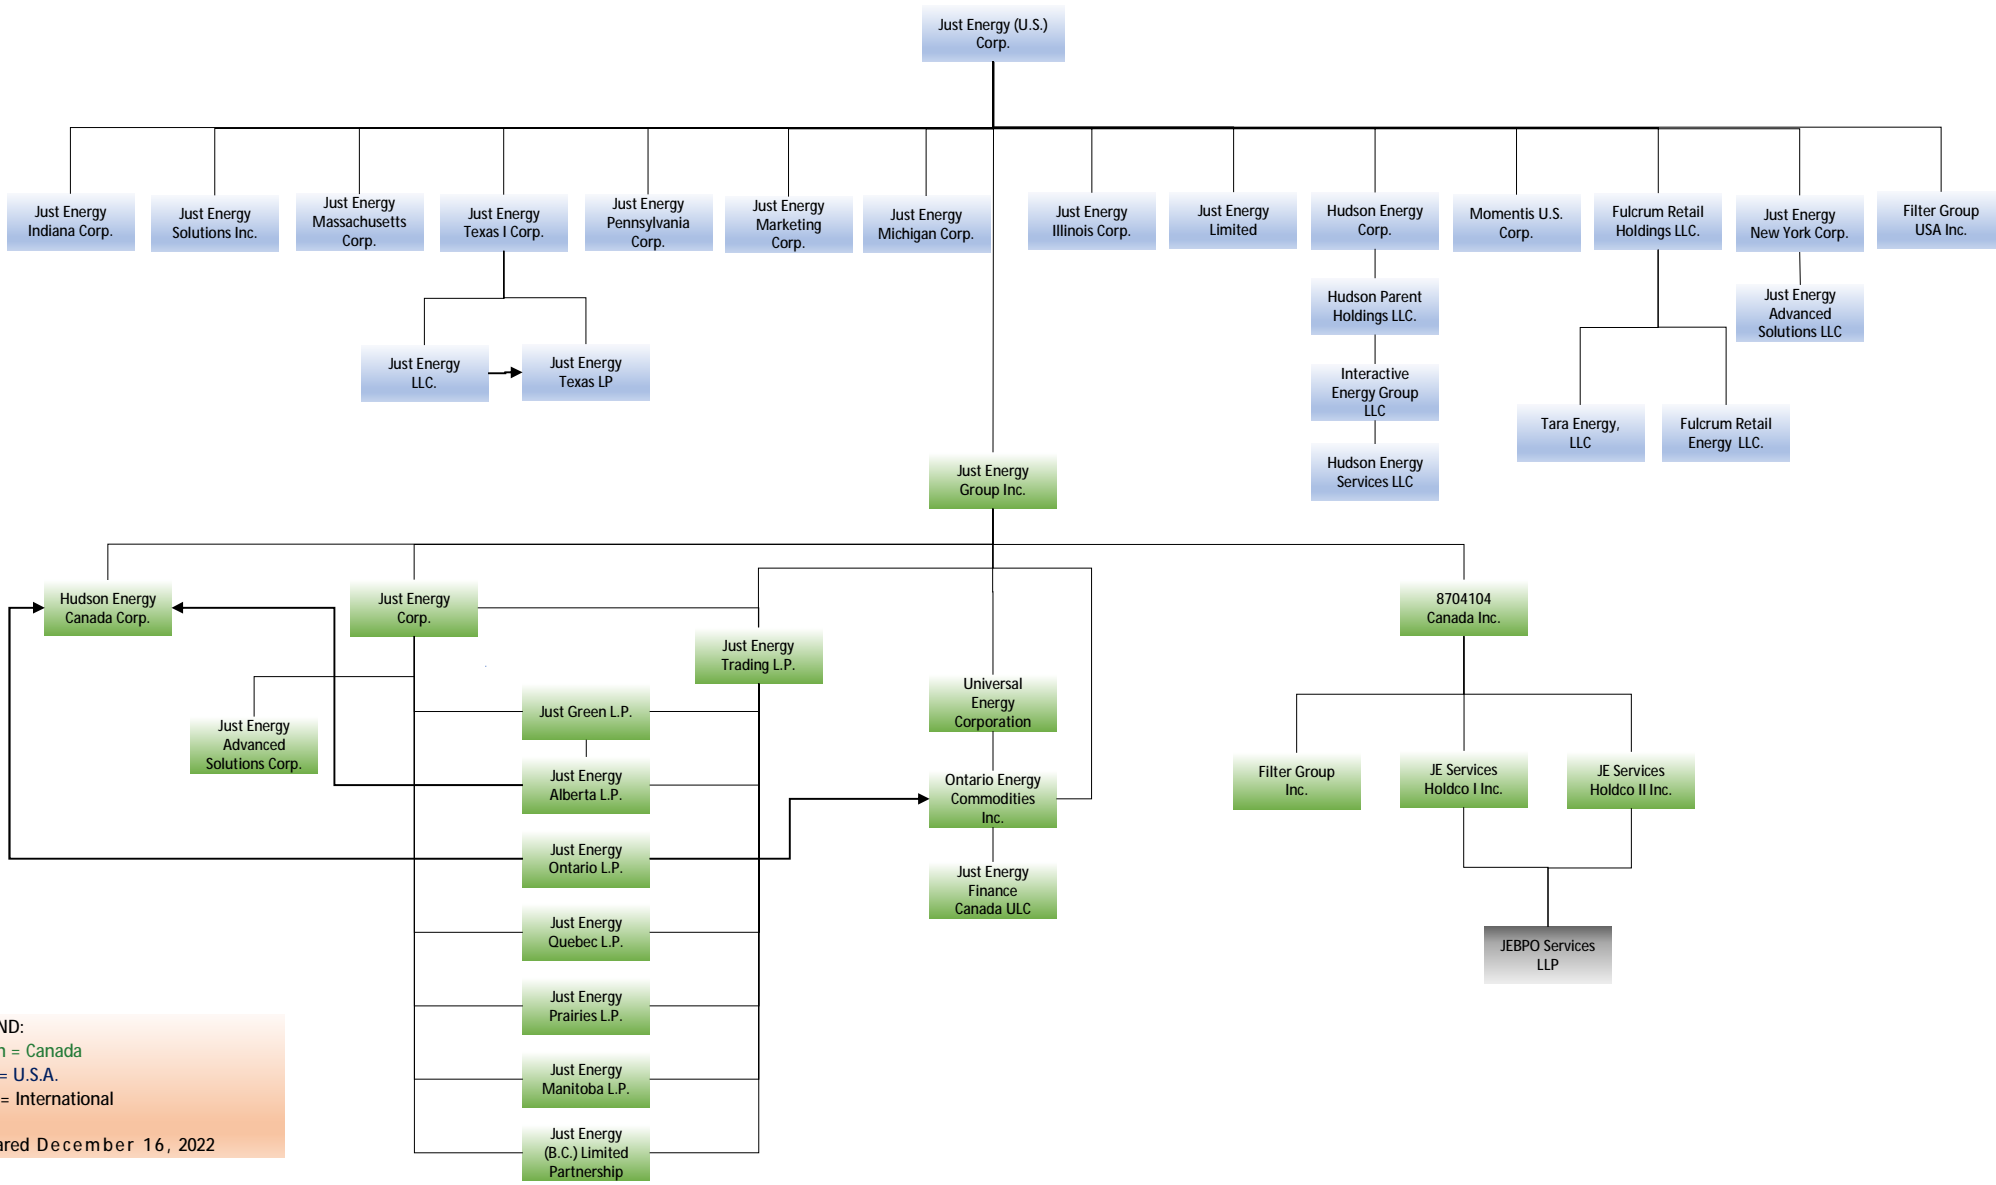 Just Energy (U.S.)
Corp.
Just Energy
Indiana Corp.
Just Energy
Solutions Inc.
Just Energy
Massachusetts
Corp.
Just Energy
Texas I Corp.
Just Energy
Pennsylvania
Corp.
Just Energy
Marketing
Corp.
Just Energy
Michigan Corp.
Just Energy
Illinois Corp.
Just Energy
Limited
Hudson Energy
Corp.
Momentis U.S.
Corp.
Fulcrum Retail
Holdings LLC.
Just Energy
New York Corp.
Filter Group
USA Inc.
Hudson Parent
Holdings LLC.
Just Energy
Advanced
Solutions LLC
Just Energy
LLC.
Just Energy
Texas LP
Interactive
Energy Group
LLC
Tara Energy,
LLC
Fulcrum Retail
Energy LLC.
Hudson Energy
Services LLC
Just Energy
Group Inc.
Hudson Energy
Canada Corp.
Just Energy
Corp.
Just Energy
Trading L.P.
8704104
Canada Inc.
Universal
Energy
Corporation
Just Green L.P.
Just Energy
Advanced
Solutions Corp.
Just Energy
Alberta L.P.
Ontario Energy
Commodities
Inc.
Filter Group
Inc.
JE Services
Holdco I Inc.
JE Services
Holdco II Inc.
Just Energy
Ontario L.P.
Just Energy
Finance
Canada ULC
Just Energy
Quebec L.P.
JEBPO Services
LLP
Just Energy
Prairies L.P.
Just Energy
Manitoba L.P.
Just Energy
(B.C.) Limited
Partnership
ND:
n = Canada
= U.S.A.
= International
ared December 16, 2022